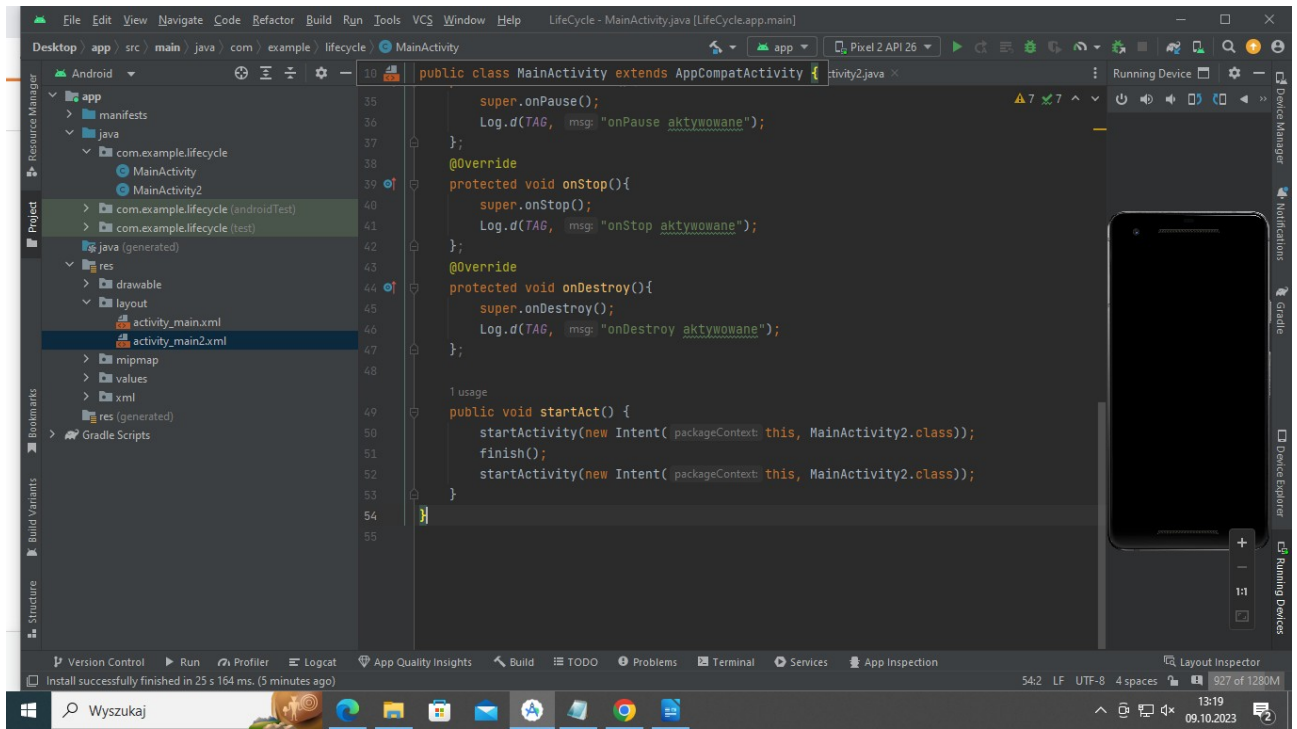 File Edit View Navigate Code Refactor Build Run Tools VCS Window Help LifeCycle - MainActivity.java [LifeCycle.app.main]
Desktop app src main java com example lifecycle MainActivity app Pixel 2 API 26
Android
10 public class MainActivity extends AppCompatActivity {
tivity2.java
Running Device
Resource Manager
Project
Bookmarks
Build Variants
Structure
app
manifests
java
com.example.lifecycle
MainActivity
MainActivity2
com.example.lifecycle (androidTest)
com.example.lifecycle (test)
java (generated)
res
drawable
layout
activity_main.xml
activity_main2.xml
mipmap
values
xml
res (generated)
Gradle Scripts
7 7
35 super.onPause();
36 Log.d(TAG, msg: "onPause aktywowane");
37 };
38 @Override
39 protected void onStop(){
40 super.onStop();
41 Log.d(TAG, msg: "onStop aktywowane");
42 };
43 @Override
44 protected void onDestroy(){
45 super.onDestroy();
46 Log.d(TAG, msg: "onDestroy aktywowane");
47 };
48
1 usage
49 public void startAct() {
50 startActivity(new Intent( packageContext: this, MainActivity2.class));
51 finish();
52 startActivity(new Intent( packageContext: this, MainActivity2.class));
53 }
54 }
55
1:1
Device Manager
Notifications
Gradle
Device Explorer
Running Devices
Version Control Run Profiler Logcat App Quality Insights Build TODO Problems Terminal Services App Inspection Layout Inspector
Install successfully finished in 25 s 164 ms. (5 minutes ago) 54:2 LF UTF-8 4 spaces 927 of 1280M
Wyszukaj
13:19
09.10.2023
2